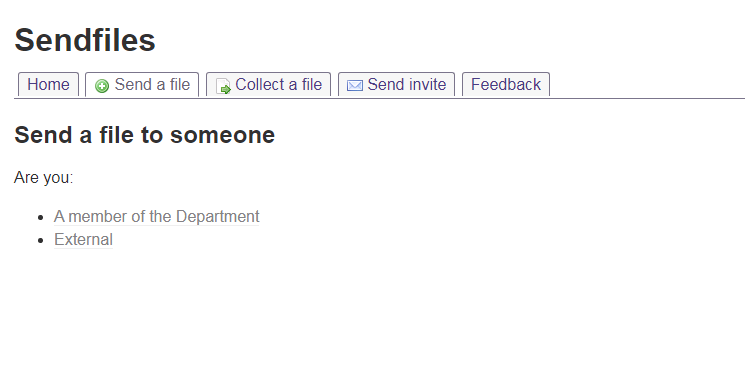 Sendfiles
Home Send a file Collect a file Send invite Feedback
Send a file to someone
Are you:
A member of the Department
External